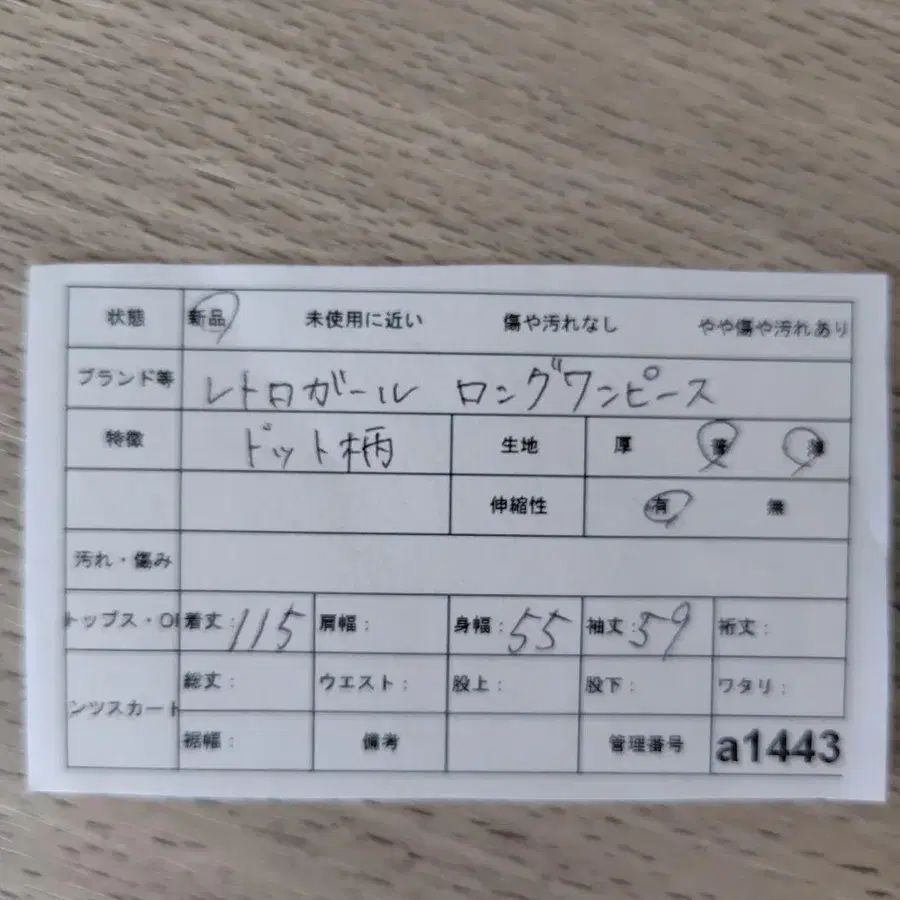 状態 新品 未使用に近い 傷や汚れなし やや傷や汚れあり
ブランド等 レトロガール ロングワンピース
特徴 ドット柄 生地 厚 薄
伸縮性 有 無
汚れ・傷み
トップス・OP 着丈:115 肩幅: 身幅:55 袖丈:59 裄丈:
総丈: ウエスト: 股上: 股下: ワタリ:
ンツスカート
裾幅: 備考 管理番号 a1443